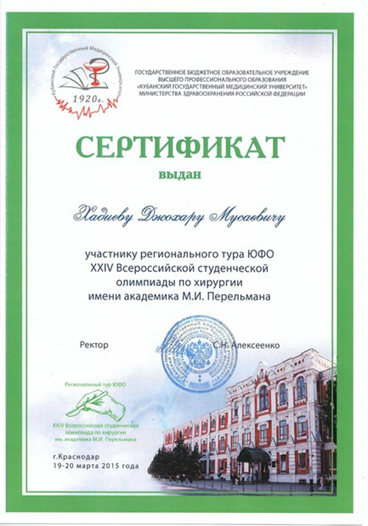 Кубанский Государственный Медицинский Университет
1920г.
ГОСУДАРСТВЕННОЕ БЮДЖЕТНОЕ ОБРАЗОВАТЕЛЬНОЕ УЧРЕЖДЕНИЕ
ВЫСШЕГО ПРОФЕССИОНАЛЬНОГО ОБРАЗОВАНИЯ
«КУБАНСКИЙ ГОСУДАРСТВЕННЫЙ МЕДИЦИНСКИЙ УНИВЕРСИТЕТ»
МИНИСТЕРСТВА ЗДРАВООХРАНЕНИЯ РОССИЙСКОЙ ФЕДЕРАЦИИ
СЕРТИФИКАТ
выдан
Хадиеву Джохару Мусаевичу
участнику регионального тура ЮФО
XXIV Всероссийской студенческой
олимпиады по хирургии
имени академика М.И. Перельмана
Ректор С.Н. Алексеенко
Региональный тур ЮФО
XXIV Всероссийская студенческая
олимпиада по хирургии
им. академика М.И. Перельмана
г.Краснодар
19-20 марта 2015 года